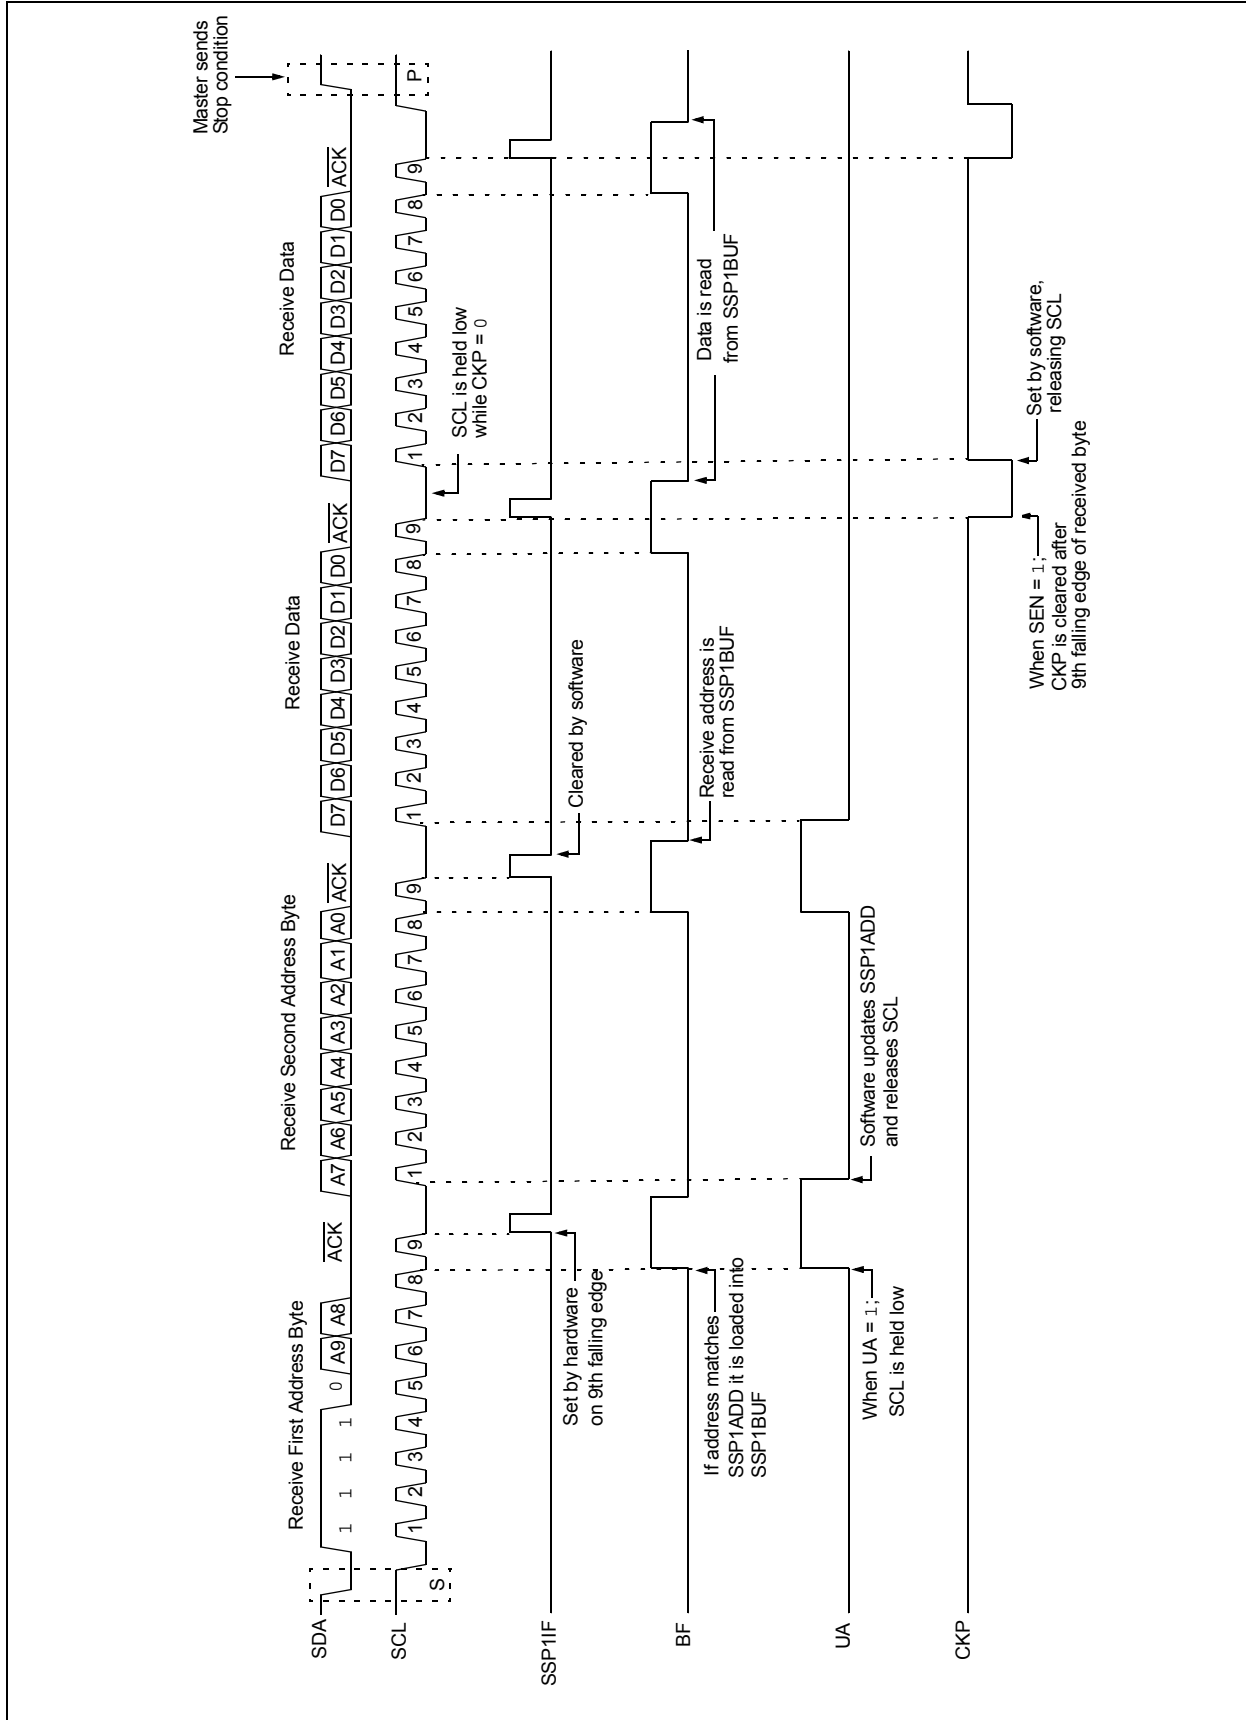 Master sends
Stop condition
Receive First Address Byte
Receive Second Address Byte
Receive Data
Receive Data
SDA
1 1 1 1 0 A9 A8 ACK
A7 A6 A5 A4 A3 A2 A1 A0 ACK
D7 D6 D5 D4 D3 D2 D1 D0 ACK
D7 D6 D5 D4 D3 D2 D1 D0 ACK
SCL
S
1 2 3 4 5 6 7 8 9
1 2 3 4 5 6 7 8 9
1 2 3 4 5 6 7 8 9
1 2 3 4 5 6 7 8 9
P
SCL is held low
while CKP = 0
SSP1IF
Set by hardware
on 9th falling edge
Cleared by software
BF
If address matches
SSP1ADD it is loaded into
SSP1BUF
Receive address is
read from SSP1BUF
Data is read
from SSP1BUF
UA
When UA = 1;
SCL is held low
Software updates SSP1ADD
and releases SCL
CKP
When SEN = 1;
CKP is cleared after
9th falling edge of received byte
Set by software,
releasing SCL